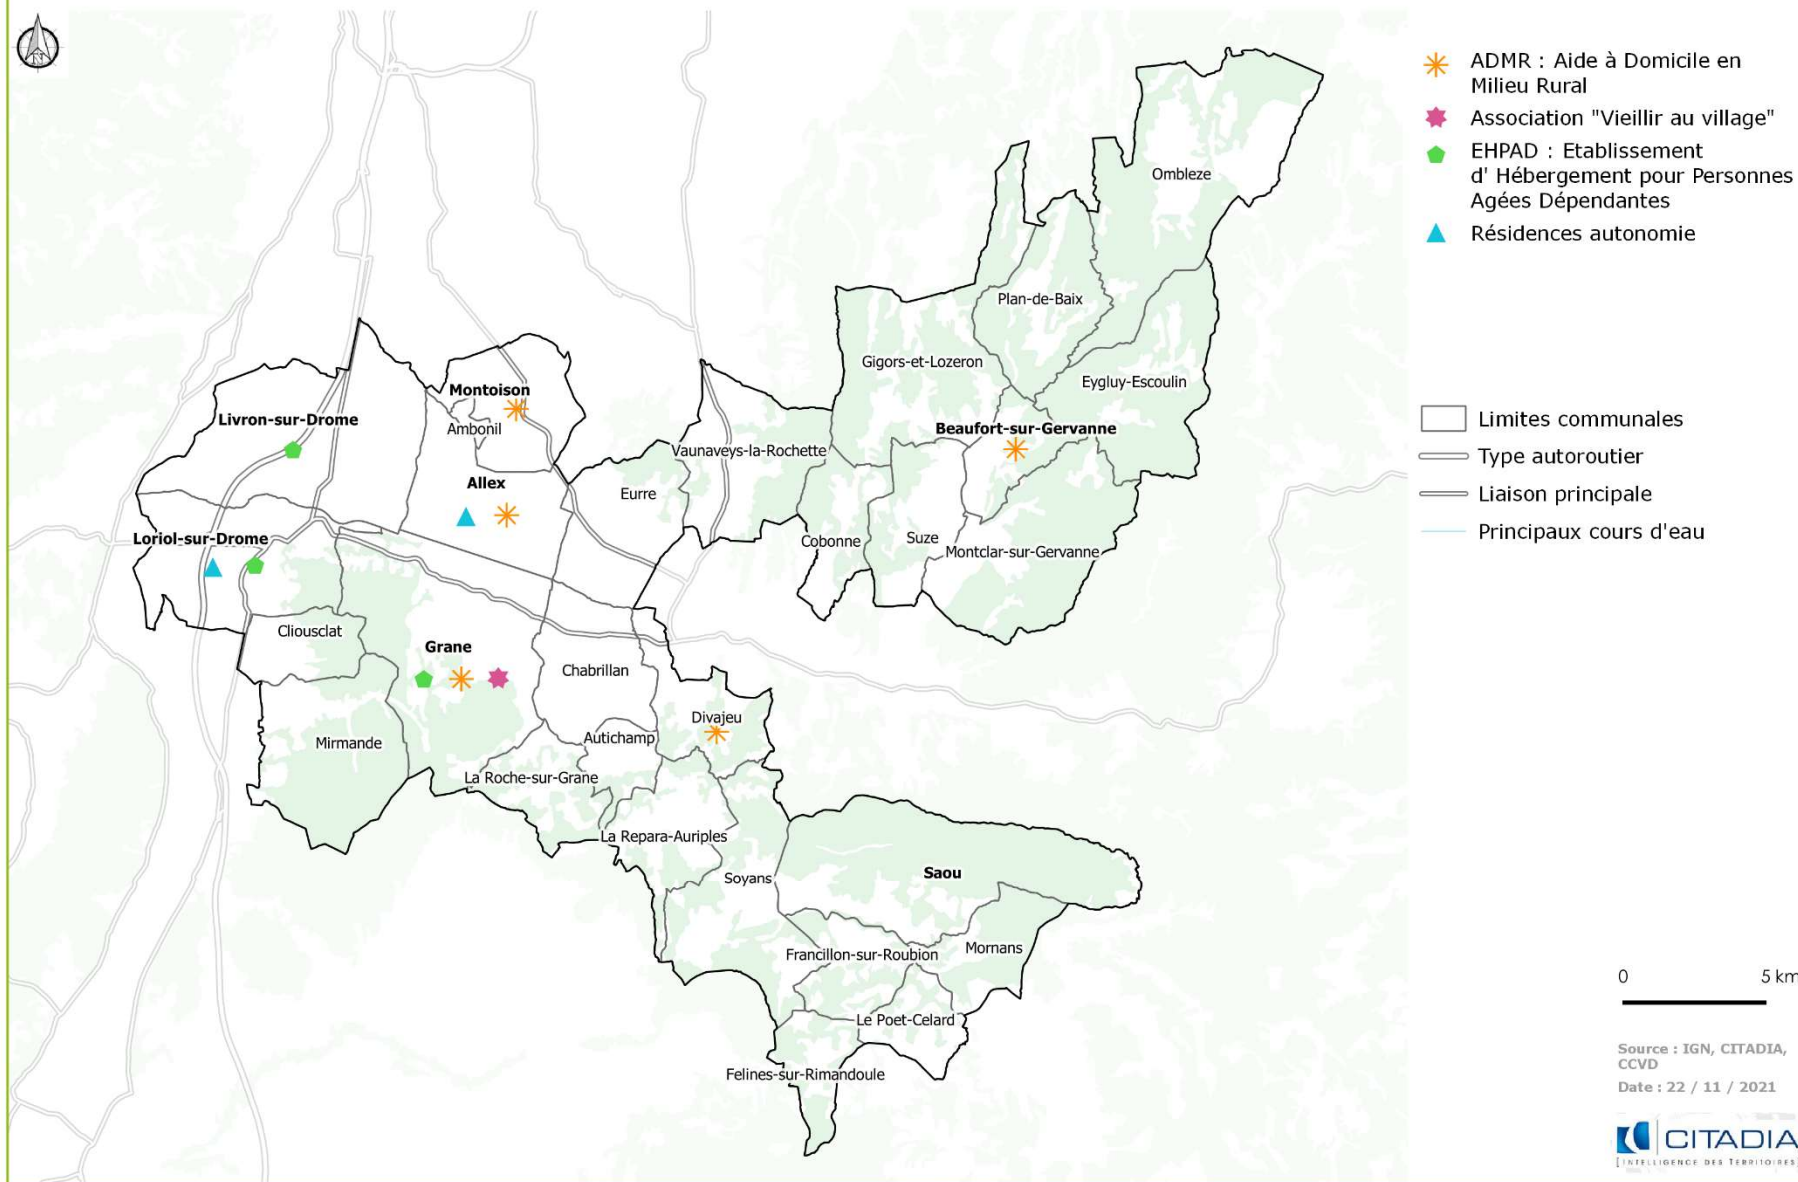 ADMR : Aide à Domicile en
Milieu Rural
Association "Vieillir au village"
EHPAD : Etablissement
d' Hébergement pour Personnes
Agées Dépendantes
Résidences autonomie
Limites communales
Type autoroutier
Liaison principale
Principaux cours d'eau
Ombleze
Plan-de-Baix
Gigors-et-Lozeron
Eygluy-Escoulin
Montoison
Livron-sur-Drome
Ambonil
Beaufort-sur-Gervanne
Vaunaveys-la-Rochette
Allex
Eurre
Loriol-sur-Drome
Cobonne
Suze
Montclar-sur-Gervanne
Cliousclat
Grane
Chabrillan
Divajeu
Mirmande
Autichamp
La Roche-sur-Grane
La Repara-Auriples
Soyans
Saou
Francillon-sur-Roubion
Mornans
Le Poet-Celard
Felines-sur-Rimandoule
0 5 km
Source : IGN, CITADIA,
CCVD
Date : 22 / 11 / 2021
CITADIA
[INTELLIGENCE DES TERRITOIRES]